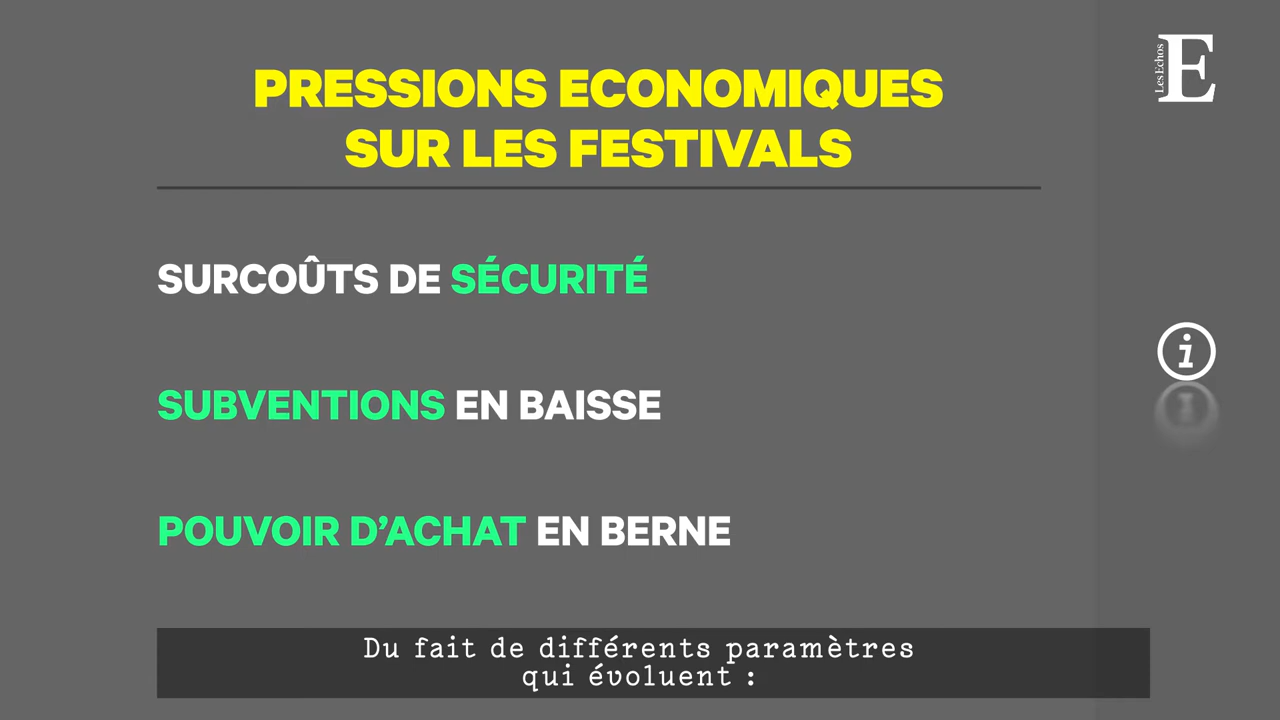 PRESSIONS ECONOMIQUES
SUR LES FESTIVALS
Les Echos
E
SURCOÛTS DE SÉCURITÉ
i
SUBVENTIONS EN BAISSE
POUVOIR D’ACHAT EN BERNE
Du fait de différents paramètres
qui évoluent :